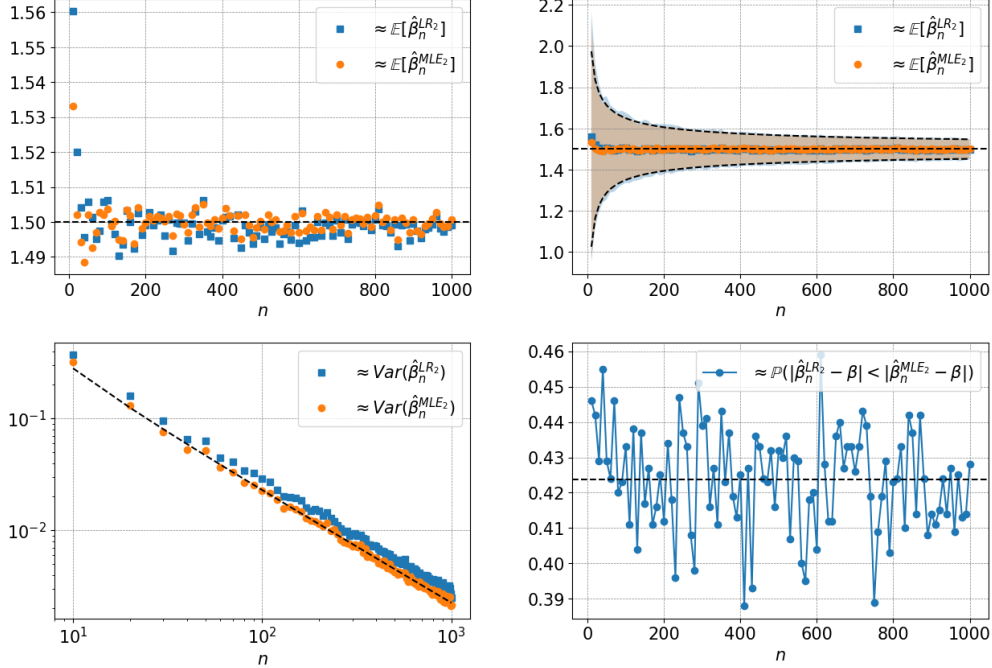 1.56
1.55
1.54
1.53
1.52
1.51
1.50
1.49
≈ 𝔼[β̂ₙ^{LR₂}]
≈ 𝔼[β̂ₙ^{MLE₂}]
0 200 400 600 800 1000
n
2.2
2.0
1.8
1.6
1.4
1.2
1.0
≈ 𝔼[β̂ₙ^{LR₂}]
≈ 𝔼[β̂ₙ^{MLE₂}]
0 200 400 600 800 1000
n
10⁻¹
10⁻²
≈ Var(β̂ₙ^{LR₂})
≈ Var(β̂ₙ^{MLE₂})
10¹ 10² 10³
n
0.46
0.45
0.44
0.43
0.42
0.41
0.40
0.39
≈ ℙ(|β̂ₙ^{LR₂} − β| < |β̂ₙ^{MLE₂} − β|)
0 200 400 600 800 1000
n